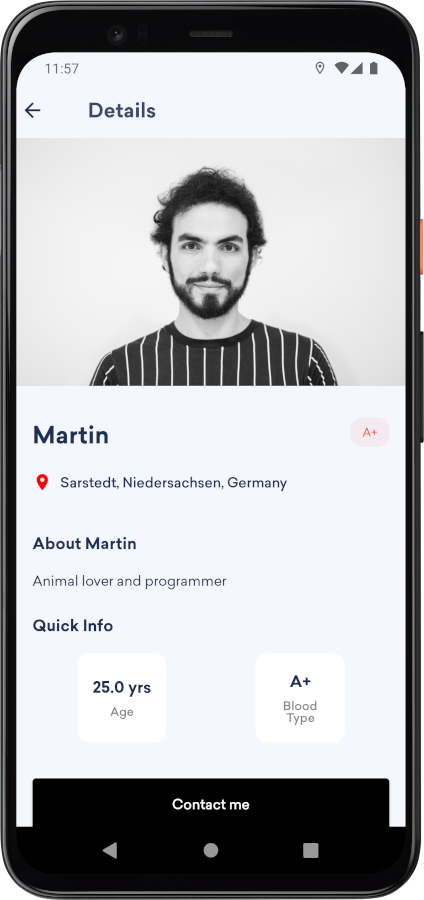 11:57
Details
Martin
A+
Sarstedt, Niedersachsen, Germany
About Martin
Animal lover and programmer
Quick Info
25.0 yrs
Age
A+
Blood
Type
Contact me